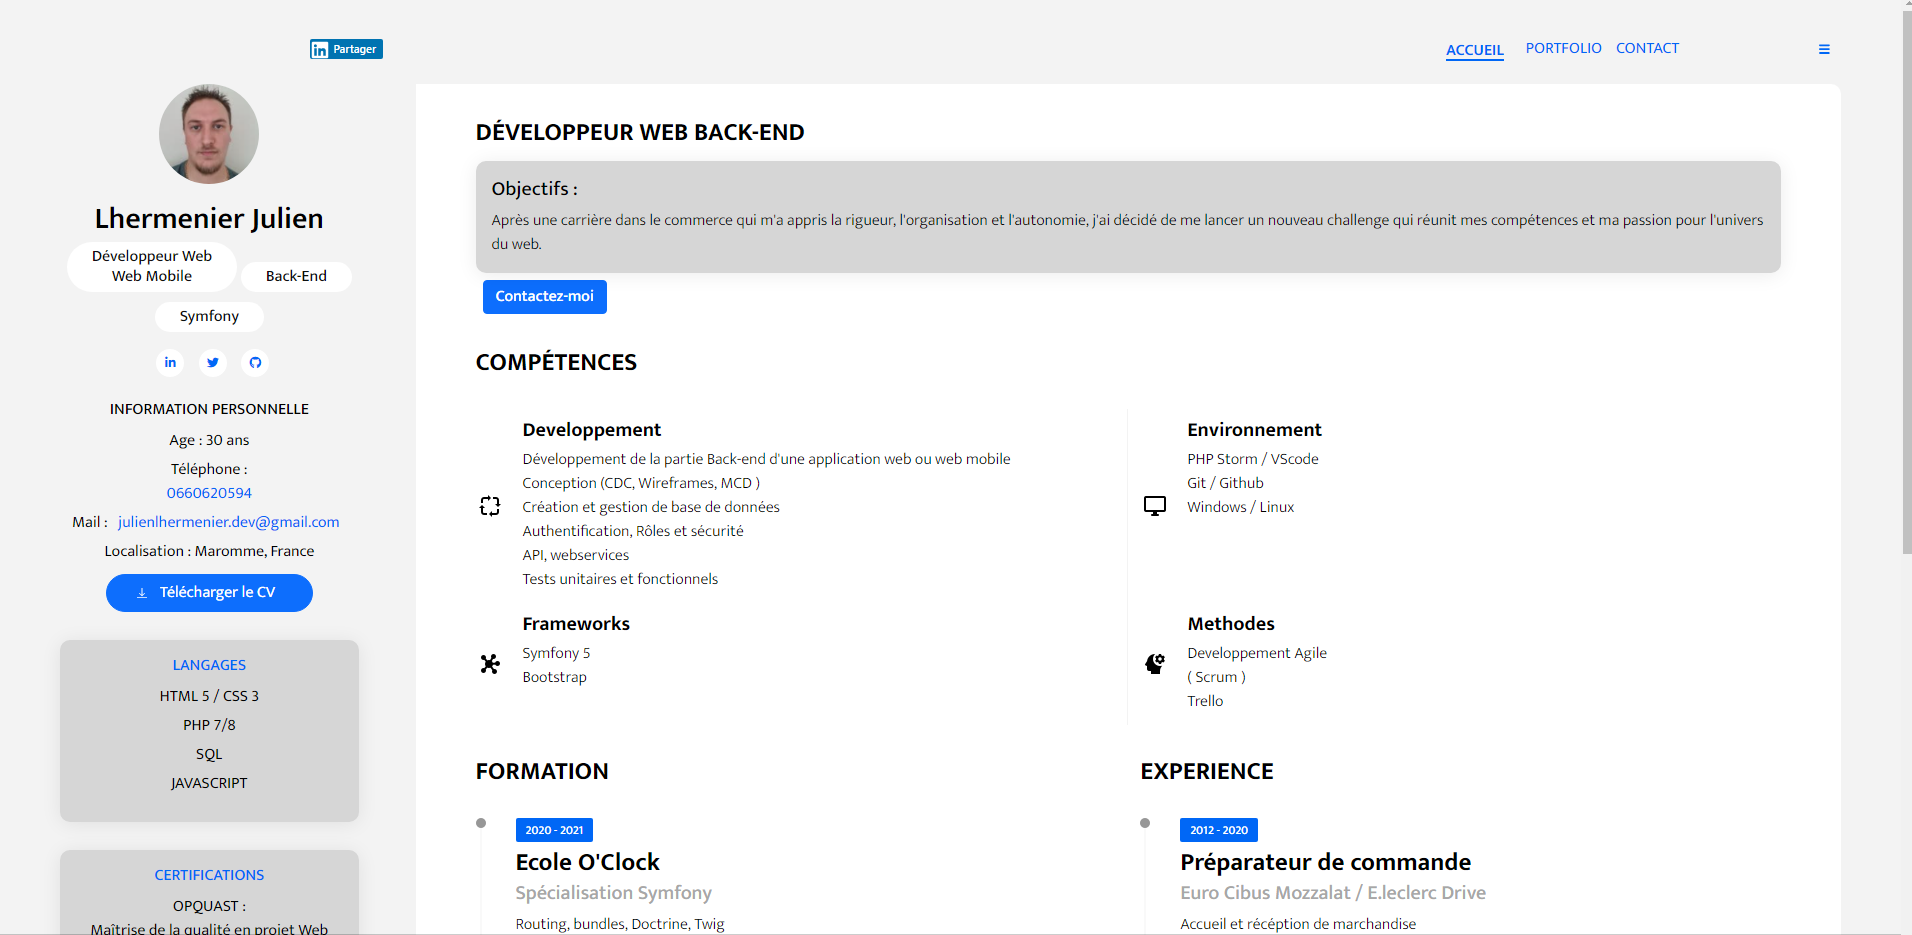 in Partager
ACCUEIL PORTFOLIO CONTACT
Lhermenier Julien
Développeur Web
Web Mobile
Back-End
Symfony
in
INFORMATION PERSONNELLE
Age : 30 ans
Téléphone :
0660620594
Mail : julienlhermenier.dev@gmail.com
Localisation : Maromme, France
Télécharger le CV
LANGAGES
HTML 5 / CSS 3
PHP 7/8
SQL
JAVASCRIPT
CERTIFICATIONS
OPQUAST :
Maîtrise de la qualité en projet Web
DÉVELOPPEUR WEB BACK-END
Objectifs :
Après une carrière dans le commerce qui m'a appris la rigueur, l'organisation et l'autonomie, j'ai décidé de me lancer un nouveau challenge qui réunit mes compétences et ma passion pour l'univers
du web.
Contactez-moi
COMPÉTENCES
Developpement
Développement de la partie Back-end d'une application web ou web mobile
Conception (CDC, Wireframes, MCD )
Création et gestion de base de données
Authentification, Rôles et sécurité
API, webservices
Tests unitaires et fonctionnels
Environnement
PHP Storm / VScode
Git / Github
Windows / Linux
Frameworks
Symfony 5
Bootstrap
Methodes
Developpement Agile
( Scrum )
Trello
FORMATION
2020 - 2021
Ecole O'Clock
Spécialisation Symfony
Routing, bundles, Doctrine, Twig
EXPERIENCE
2012 - 2020
Préparateur de commande
Euro Cibus Mozzalat / E.leclerc Drive
Accueil et récéption de marchandise